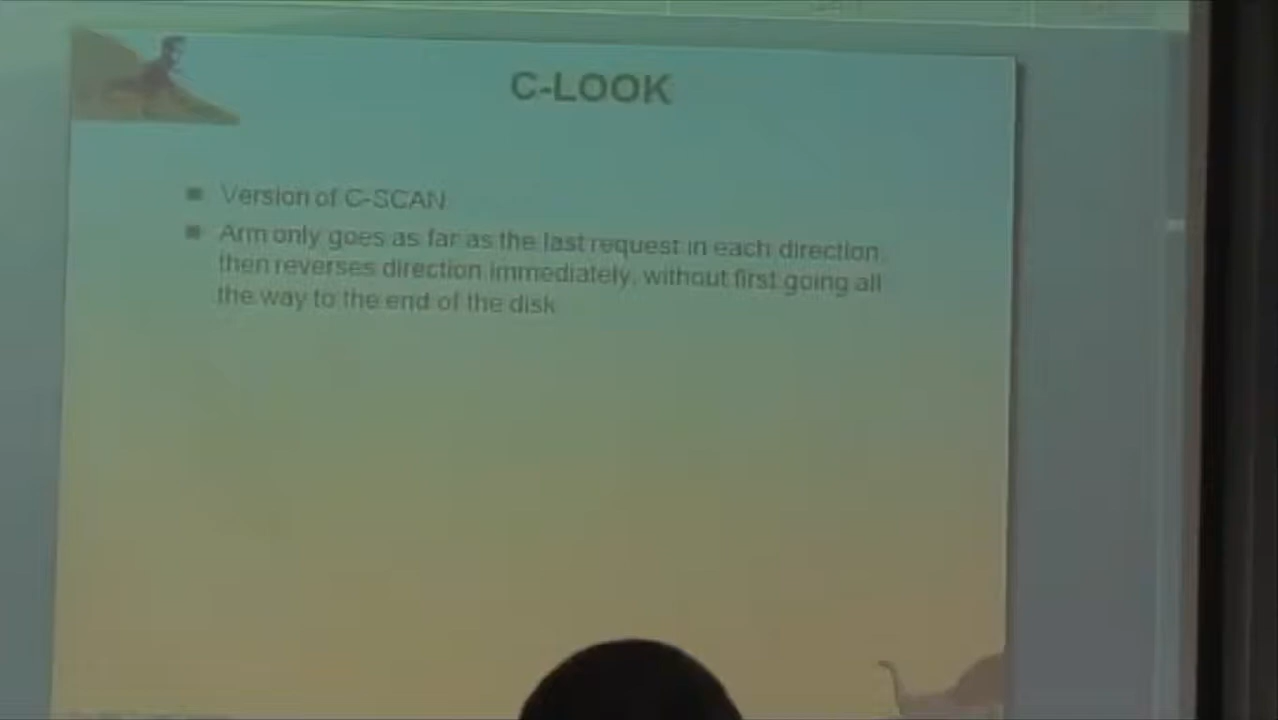 C-LOOK
Version of C-SCAN
Arm only goes as far as the last request in each direction,
then reverses direction immediately, without first going all
the way to the end of the disk